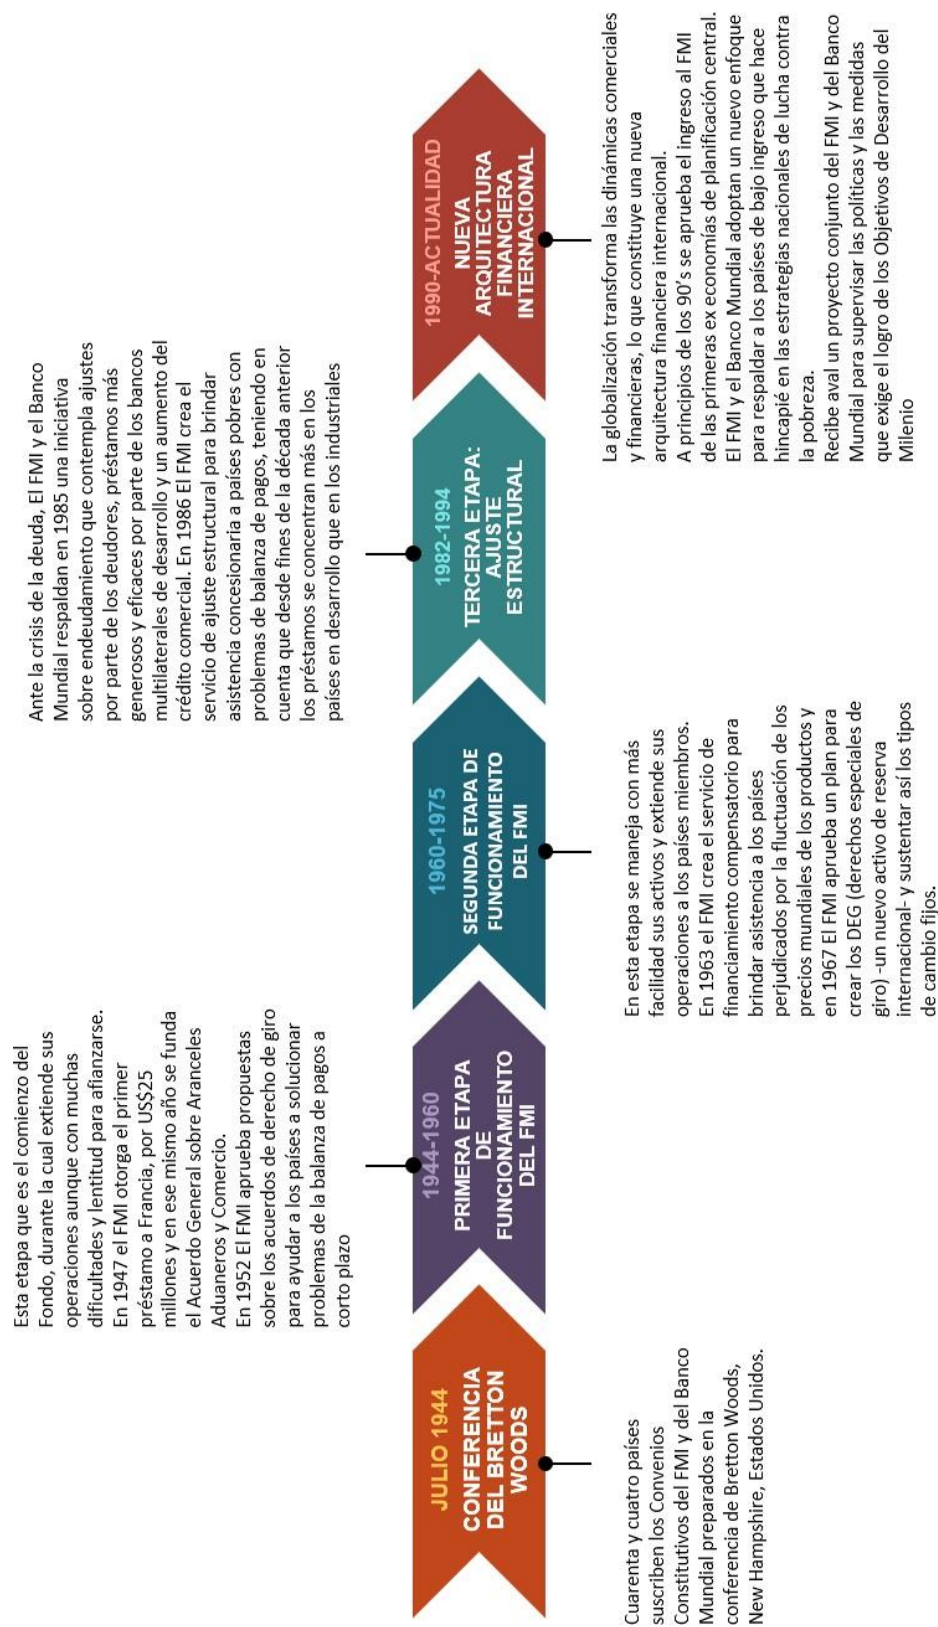 JULIO 1944
CONFERENCIA
DEL BRETTON
WOODS
Cuarenta y cuatro países
suscriben los Convenios
Constitutivos del FMI y del Banco
Mundial preparados en la
conferencia de Bretton Woods,
New Hampshire, Estados Unidos.
Esta etapa que es el comienzo del
Fondo, durante la cual extiende sus
operaciones aunque con muchas
dificultades y lentitud para afianzarse.
En 1947 el FMI otorga el primer
préstamo a Francia, por US$25
millones y en ese mismo año se funda
el Acuerdo General sobre Aranceles
Aduaneros y Comercio.
En 1952 El FMI aprueba propuestas
sobre los acuerdos de derecho de giro
para ayudar a los países a solucionar
problemas de la balanza de pagos a
corto plazo
1944-1960
PRIMERA ETAPA
DE
FUNCIONAMIENTO
DEL FMI
1960-1975
SEGUNDA ETAPA DE
FUNCIONAMIENTO
DEL FMI
En esta etapa se maneja con más
facilidad sus activos y extiende sus
operaciones a los países miembros.
En 1963 el FMI crea el servicio de
financiamiento compensatorio para
brindar asistencia a los países
perjudicados por la fluctuación de los
precios mundiales de los productos y
en 1967 El FMI aprueba un plan para
crear los DEG (derechos especiales de
giro) -un nuevo activo de reserva
internacional- y sustentar así los tipos
de cambio fijos.
Ante la crisis de la deuda, El FMI y el Banco
Mundial respaldan en 1985 una iniciativa
sobre endeudamiento que contempla ajustes
por parte de los deudores, préstamos más
generosos y eficaces por parte de los bancos
multilaterales de desarrollo y un aumento del
crédito comercial. En 1986 El FMI crea el
servicio de ajuste estructural para brindar
asistencia concesionaria a países pobres con
problemas de balanza de pagos, teniendo en
cuenta que desde fines de la década anterior
los préstamos se concentran más en los
países en desarrollo que en los industriales
1982-1994
TERCERA ETAPA:
AJUSTE
ESTRUCTURAL
1990-ACTUALIDAD
NUEVA
ARQUITECTURA
FINANCIERA
INTERNACIONAL
La globalización transforma las dinámicas comerciales
y financieras, lo que constituye una nueva
arquitectura financiera internacional.
A principios de los 90's se aprueba el ingreso al FMI
de las primeras ex economías de planificación central.
El FMI y el Banco Mundial adoptan un nuevo enfoque
para respaldar a los países de bajo ingreso que hace
hincapié en las estrategias nacionales de lucha contra
la pobreza.
Recibe aval un proyecto conjunto del FMI y del Banco
Mundial para supervisar las políticas y las medidas
que exige el logro de los Objetivos de Desarrollo del
Milenio